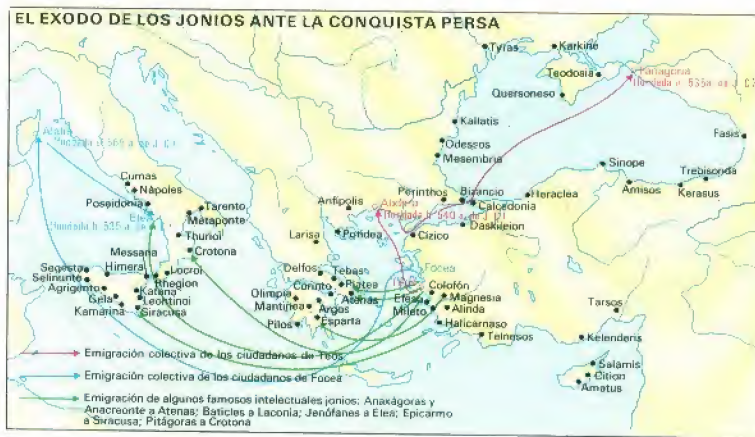 EL EXODO DE LOS JONIOS ANTE LA CONQUISTA PERSA
Tyras
Karkine
Teodosia
Fanagoria
(fundada h. 535 a. de J. C.)
Quersoneso
Kallatis
Odessos
Mesembria
Fasis
Sinope
Trebisonda
Amisos
Kerasus
Perinthos
Bizancio
Heraclea
Calcedonia
Daskileion
Cízico
Alalia
(fundada h. 565 a. de J. C.)
Cumas
Nápoles
Poseidonia
Elea
(fundada h. 535 a. de
Tarento
Metaponte
Thurioi
Crotona
Anfípolis
Abdera
(fundada h. 540 a. de J. C.)
Larisa
Potidea
Messana
Segesta
Himera
Locroi
Selinunte
Rhegion
Agrigento
Katana
Gela
Leontinoi
Kamarina
Siracusa
Delfos
Tebas
Focea
Corinto
Platea
Teos
Colofón
Olimpia
Atenas
Efeso
Magnesia
Mantinea
Argos
Mileto
Alinda
Pilos
Esparta
Halicarnaso
Telmesos
Tarsos
Kelenderis
Salamis
Cition
Amatus
Emigración colectiva de los ciudadanos de Teos
Emigración colectiva de los ciudadanos de Focea
Emigración de algunos famosos intelectuales jonios: Anaxágoras y
Anacreonte a Atenas; Baticles a Laconia; Jenófanes a Elea; Epicarmo
a Siracusa; Pitágoras a Crotona